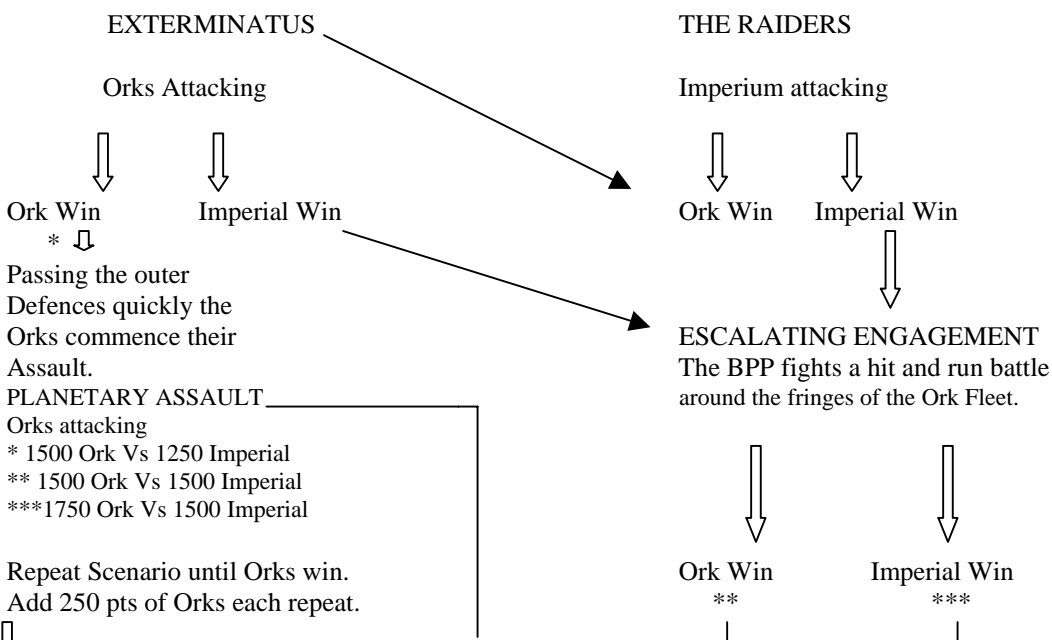 EXTERMINATUS
Orks Attacking
Ork Win
Imperial Win
*
Passing the outer
Defences quickly the
Orks commence their
Assault.
PLANETARY ASSAULT
Orks attacking
* 1500 Ork Vs 1250 Imperial
** 1500 Ork Vs 1500 Imperial
***1750 Ork Vs 1500 Imperial
Repeat Scenario until Orks win.
Add 250 pts of Orks each repeat.
THE RAIDERS
Imperium attacking
Ork Win
Imperial Win
ESCALATING ENGAGEMENT
The BPP fights a hit and run battle
around the fringes of the Ork Fleet.
Ork Win
Imperial Win
**
***